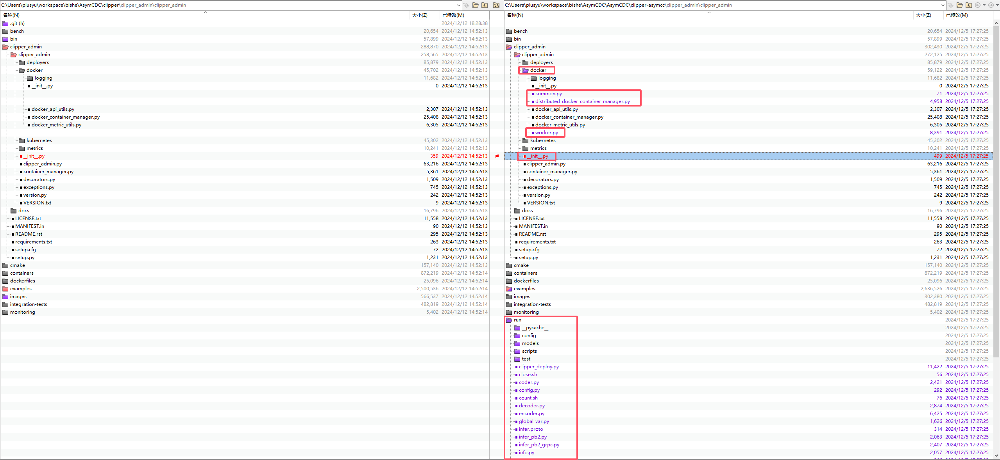 C:\Users\plusyu\workspace\bishe\AsymCDC\clipper\clipper_admin\clipper_admin
名称(N) 大小(Z) 已修改(M)
.git (h) 2024/12/12 18:28:38
bench 20,654 2024/12/12 14:52:13
bin 57,899 2024/12/12 14:52:13
clipper_admin 288,870 2024/12/12 14:52:13
clipper_admin 258,565 2024/12/12 14:52:13
deployers 85,879 2024/12/12 14:52:13
docker 45,702 2024/12/12 14:52:13
logging 11,682 2024/12/12 14:52:13
__init__.py 0 2024/12/12 14:52:13
docker_api_utils.py 2,307 2024/12/12 14:52:13
docker_container_manager.py 25,408 2024/12/12 14:52:13
docker_metric_utils.py 6,305 2024/12/12 14:52:13
kubernetes 45,302 2024/12/12 14:52:13
metrics 10,241 2024/12/12 14:52:13
__init__.py 359 2024/12/12 14:52:13 ≠
clipper_admin.py 63,216 2024/12/12 14:52:13
container_manager.py 5,361 2024/12/12 14:52:13
decorators.py 1,509 2024/12/12 14:52:13
exceptions.py 745 2024/12/12 14:52:13
version.py 242 2024/12/12 14:52:13
VERSION.txt 9 2024/12/12 14:52:13
docs 16,796 2024/12/12 14:52:13
LICENSE.txt 11,558 2024/12/12 14:52:13
MANIFEST.in 90 2024/12/12 14:52:13
README.rst 295 2024/12/12 14:52:13
requirements.txt 263 2024/12/12 14:52:13
setup.cfg 72 2024/12/12 14:52:13
setup.py 1,231 2024/12/12 14:52:13
cmake 157,140 2024/12/12 14:52:13
containers 872,219 2024/12/12 14:52:14
dockerfiles 25,096 2024/12/12 14:52:14
examples 2,500,536 2024/12/12 14:52:14
images 566,537 2024/12/12 14:52:14
integration-tests 482,819 2024/12/12 14:52:14
monitoring 5,402 2024/12/12 14:52:14
C:\Users\plusyu\workspace\bishe\AsymCDC\AsymCDC\clipper-asymcc\clipper_admin\clipper_admin
名称(N) 大小(Z) 已修改(M)
bench 20,654 2024/12/5 17:27:25
bin 57,899 2024/12/5 17:27:25
clipper_admin 302,430 2024/12/5 17:27:25
clipper_admin 272,125 2024/12/5 17:27:25
deployers 85,879 2024/12/5 17:27:25
docker 59,122 2024/12/5 17:27:25
logging 11,682 2024/12/5 17:27:25
__init__.py 0 2024/12/5 17:27:25
common.py 71 2024/12/5 17:27:25
distributed_docker_container_manager.py 4,958 2024/12/5 17:27:25
docker_api_utils.py 2,307 2024/12/5 17:27:25
docker_container_manager.py 25,408 2024/12/5 17:27:25
docker_metric_utils.py 6,305 2024/12/5 17:27:25
worker.py 8,391 2024/12/5 17:27:25
kubernetes 45,302 2024/12/5 17:27:25
metrics 10,241 2024/12/5 17:27:25
__init__.py 499 2024/12/5 17:27:25
clipper_admin.py 63,216 2024/12/5 17:27:25
container_manager.py 5,361 2024/12/5 17:27:25
decorators.py 1,509 2024/12/5 17:27:25
exceptions.py 745 2024/12/5 17:27:25
version.py 242 2024/12/5 17:27:25
VERSION.txt 9 2024/12/5 17:27:25
docs 16,796 2024/12/5 17:27:25
LICENSE.txt 11,558 2024/12/5 17:27:25
MANIFEST.in 90 2024/12/5 17:27:25
README.rst 295 2024/12/5 17:27:25
requirements.txt 263 2024/12/5 17:27:25
setup.cfg 72 2024/12/5 17:27:25
setup.py 1,231 2024/12/5 17:27:25
cmake 157,140 2024/12/5 17:27:25
containers 872,219 2024/12/5 17:27:25
dockerfiles 25,096 2024/12/5 17:27:25
examples 2,636,526 2024/12/5 17:27:25
images 302,380 2024/12/5 17:27:25
integration-tests 482,819 2024/12/5 17:27:25
monitoring 5,402 2024/12/5 17:27:25
run 2024/12/5 17:27:25
__pycache__ 2024/12/5 17:27:25
config 2024/12/5 17:27:25
models 2024/12/5 17:27:25
scripts 2024/12/5 17:27:25
test 2024/12/5 17:27:25
clipper_deploy.py 11,422 2024/12/5 17:27:25
close.sh 56 2024/12/5 17:27:25
coder.py 2,421 2024/12/5 17:27:25
config.py 292 2024/12/5 17:27:25
count.sh 76 2024/12/5 17:27:25
decoder.py 2,874 2024/12/5 17:27:25
encoder.py 6,425 2024/12/5 17:27:25
global_var.py 1,626 2024/12/5 17:27:25
infer.proto 314 2024/12/5 17:27:25
infer_pb2.py 2,063 2024/12/5 17:27:25
infer_pb2_grpc.py 2,407 2024/12/5 17:27:25
info.py 2,057 2024/12/5 17:27:25